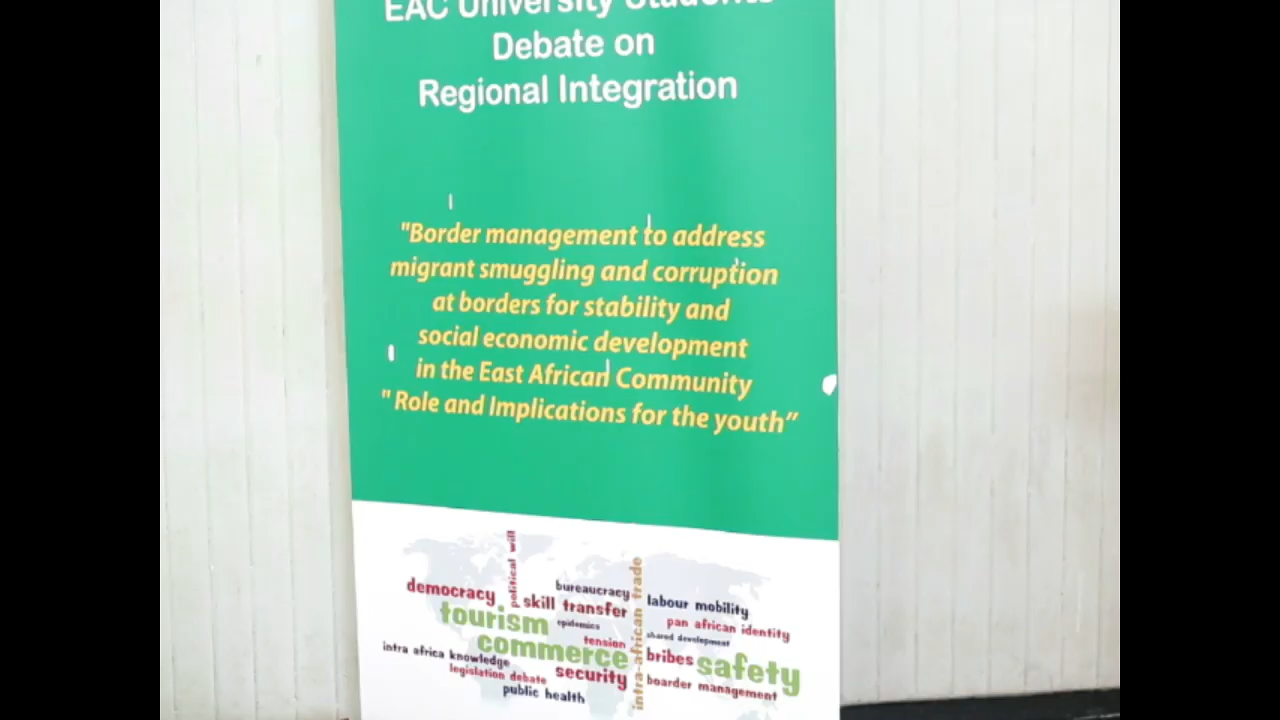 EAC University Students
Debate on
Regional Integration
"Border management to address
migrant smuggling and corruption
at borders for stability and
social economic development
in the East African Community
" Role and Implications for the youth”
political will
democracy
bureaucracy
intra-african trade
labour mobility
skill transfer
tourism
epidemics
pan african identity
tension
shared development
commerce
intra africa knowledge
bribes
safety
legislation debate
security
boarder management
public health